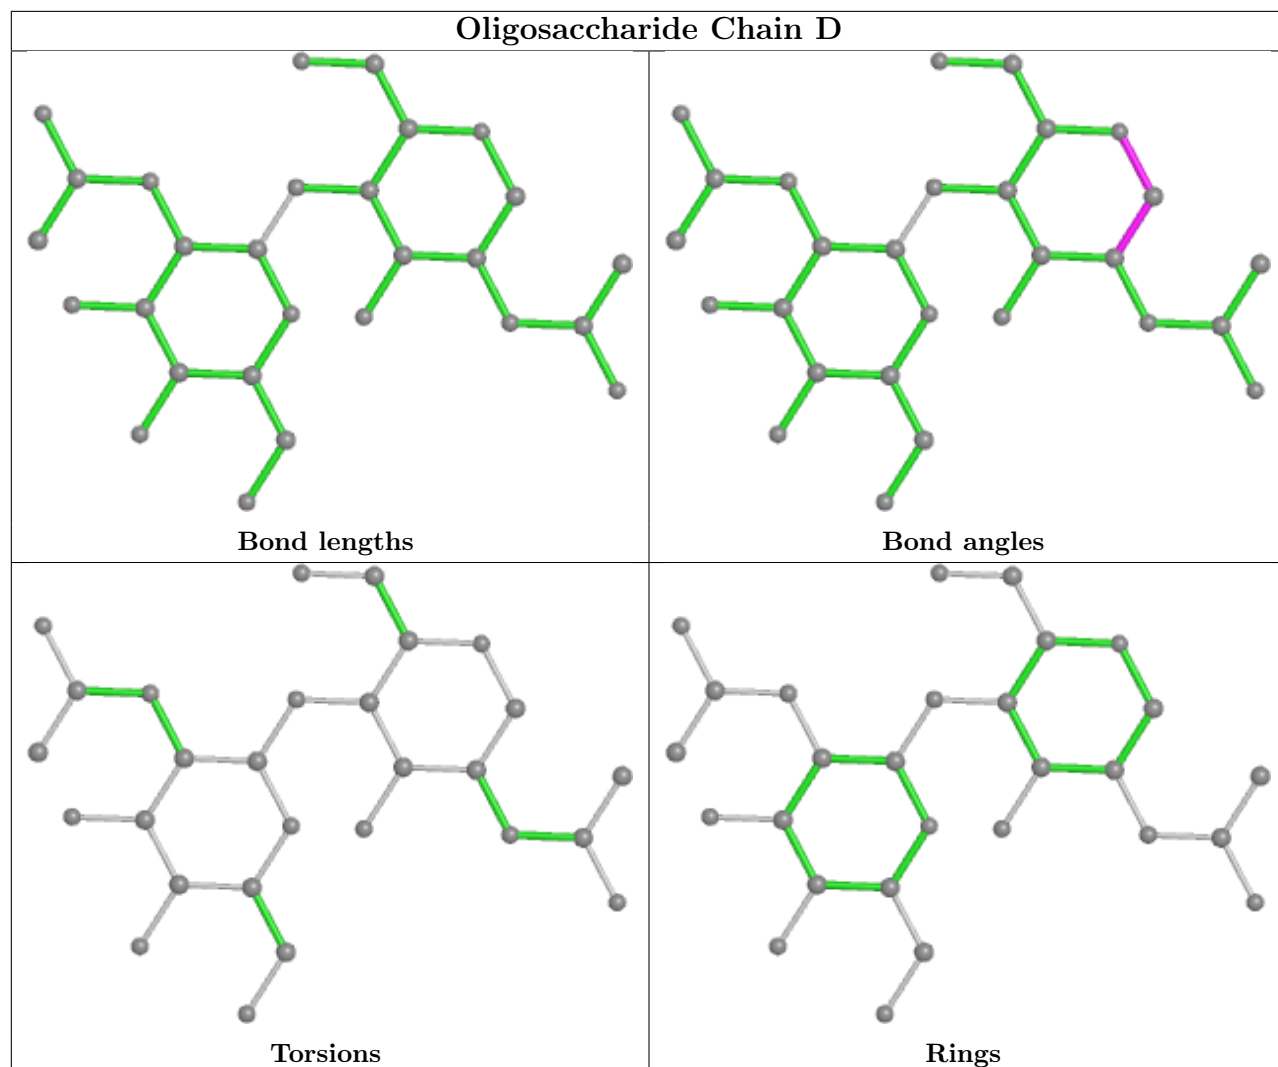 Oligosaccharide Chain D
Bond lengths
Bond angles
Torsions
Rings